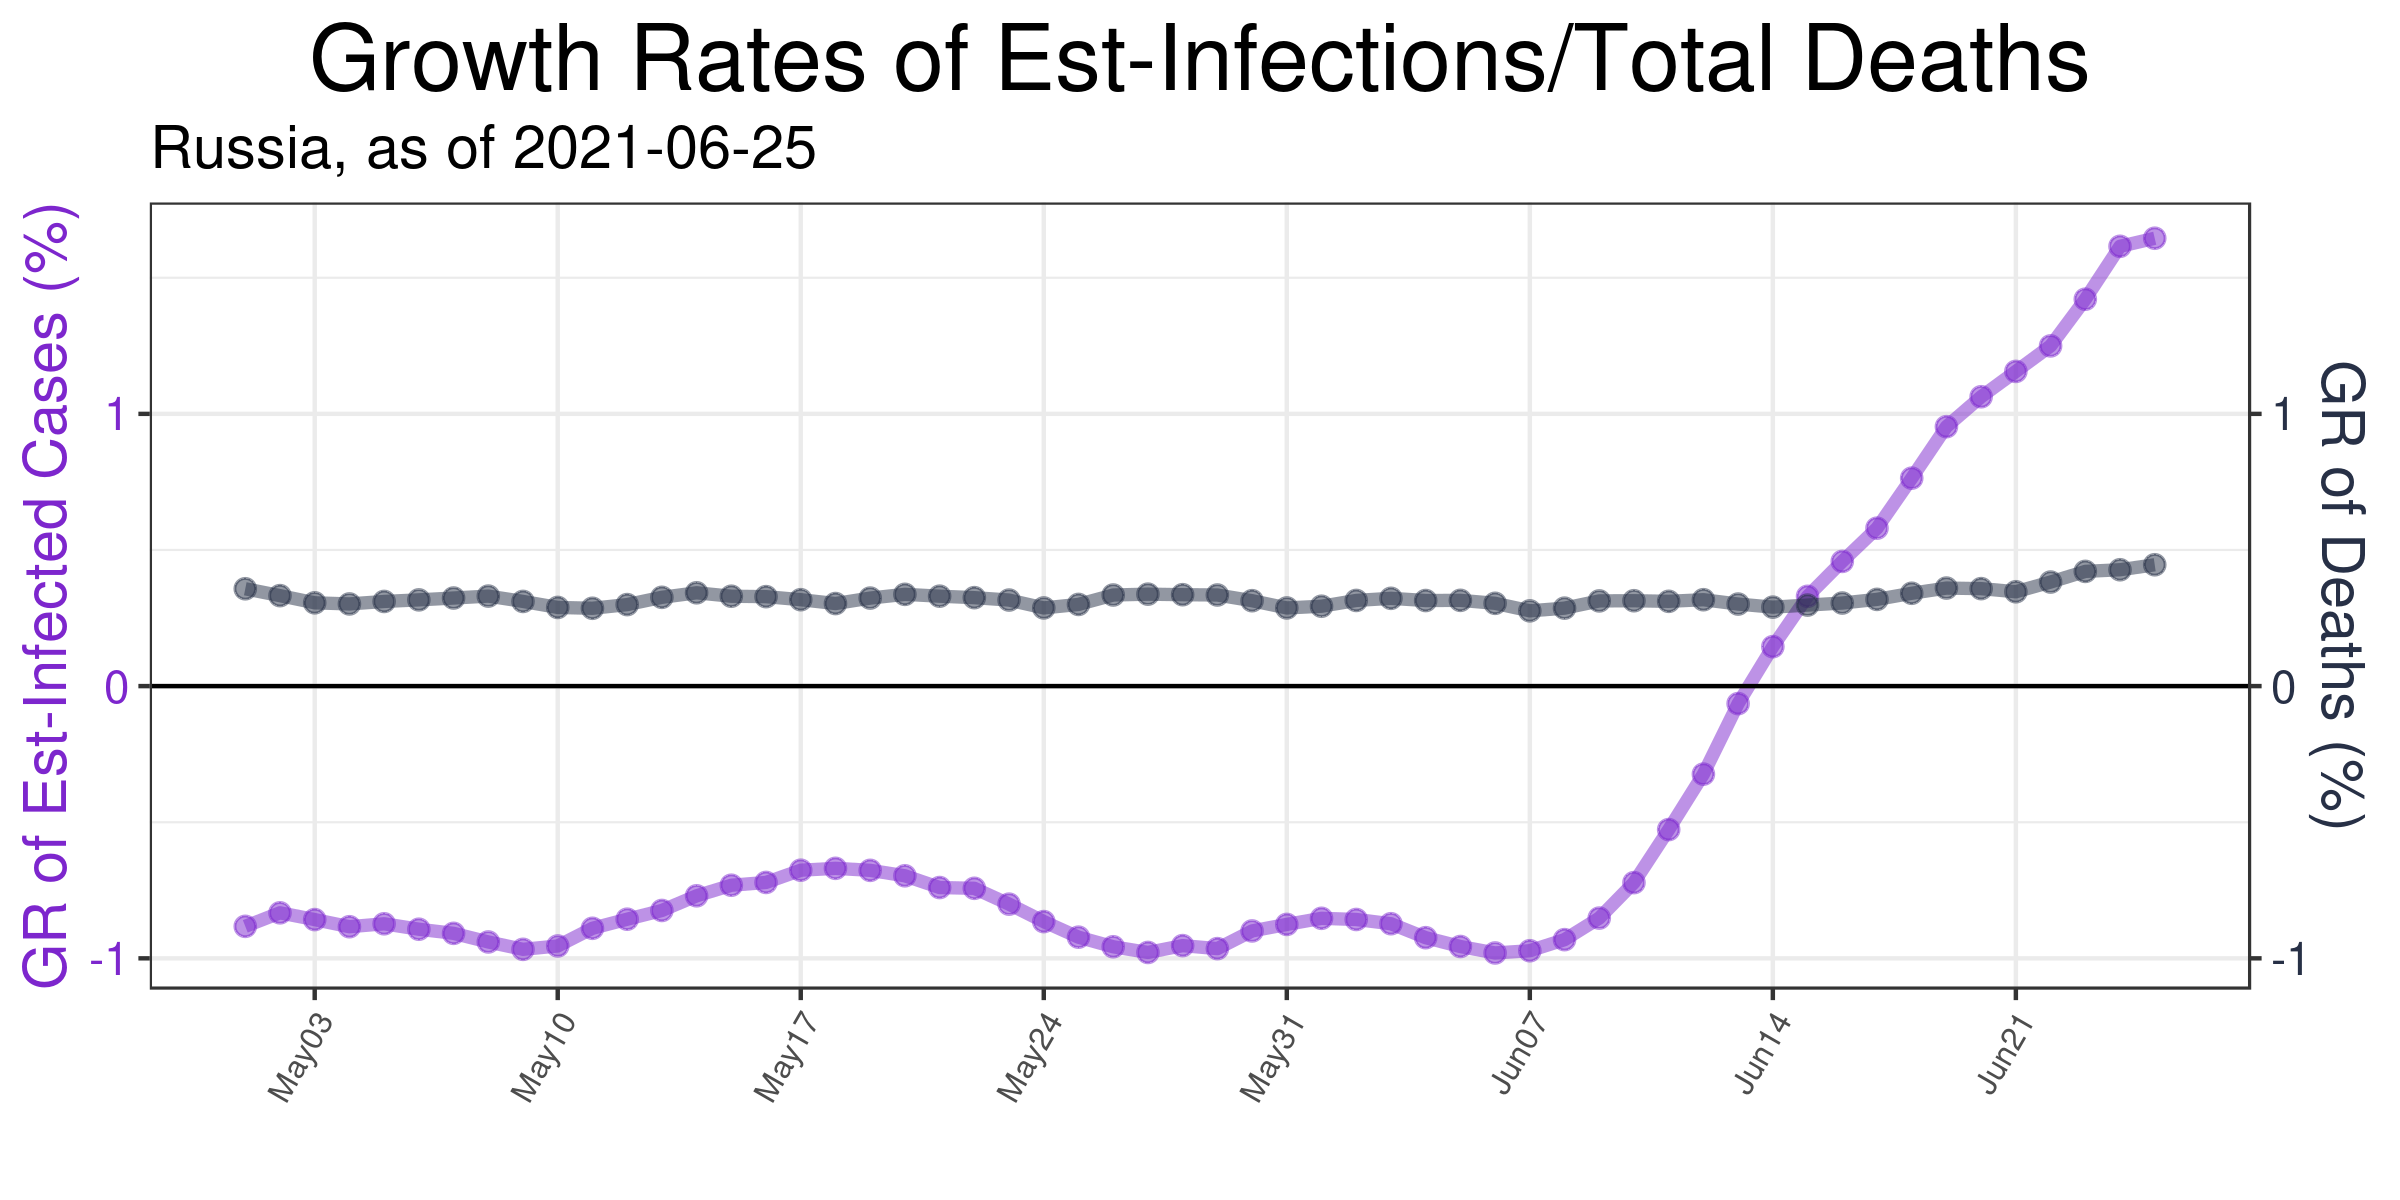 Growth Rates of Est-Infections/Total Deaths
Russia, as of 2021-06-25
GR of Est-Infected Cases (%)
1
0
-1
1
0
-1
GR of Deaths (%)
May03
May10
May17
May24
May31
Jun07
Jun14
Jun21